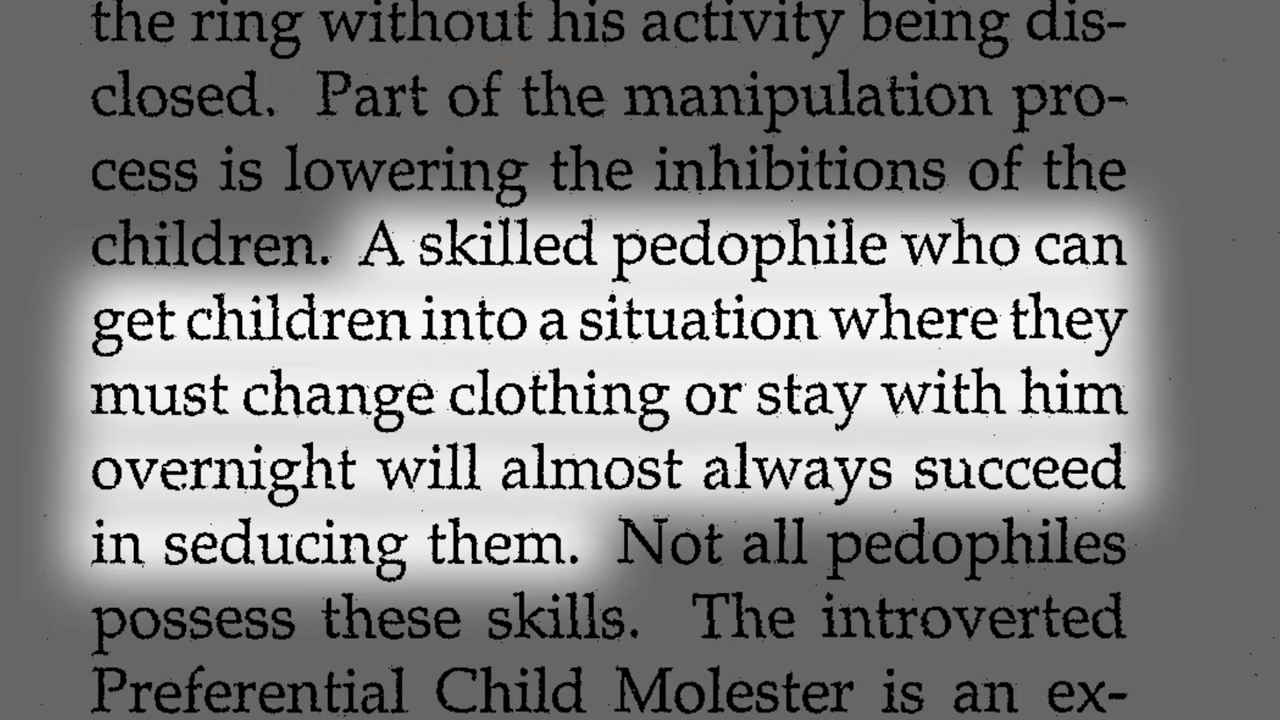 the ring without his activity being dis-
closed. Part of the manipulation pro-
cess is lowering the inhibitions of the
children. A skilled pedophile who can
get children into a situation where they
must change clothing or stay with him
overnight will almost always succeed
in seducing them. Not all pedophiles
possess these skills. The introverted
Preferential Child Molester is an ex-